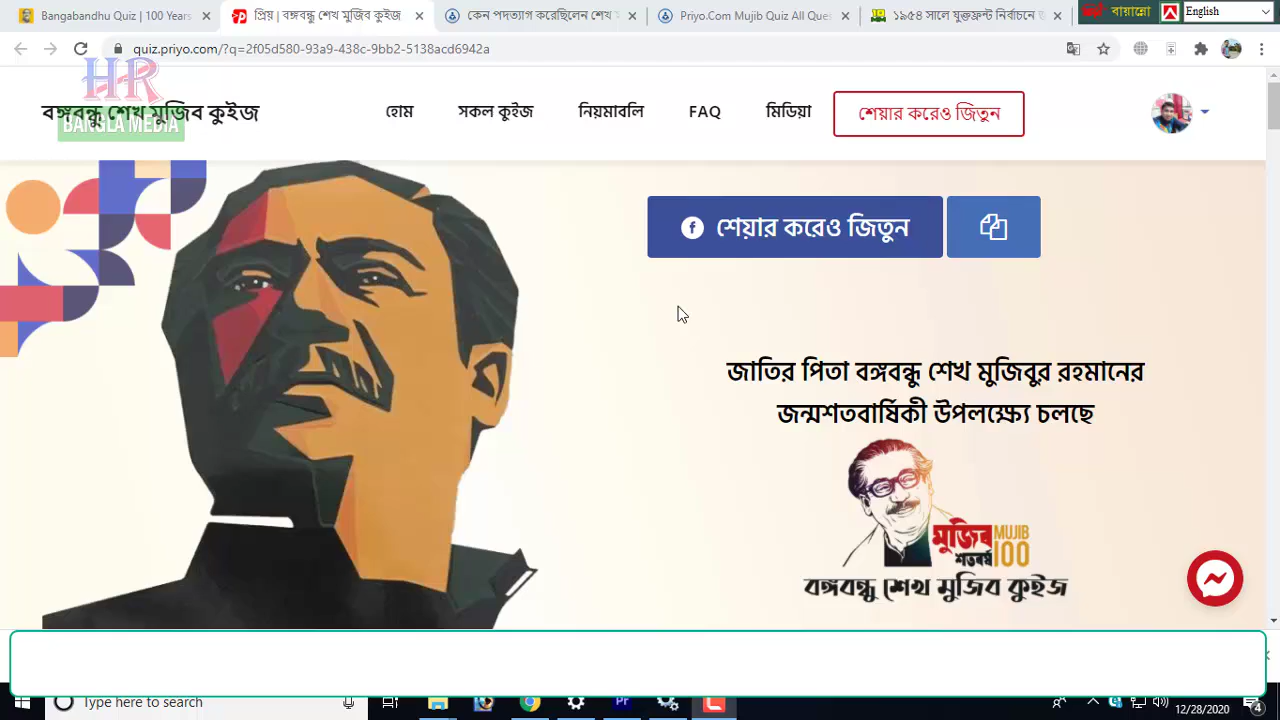 Bangabandhu Quiz | 100 Years
প্রিয় | বঙ্গবন্ধু শেখ মুজিব কুইজ
Priyo.Com Mujib Quiz All Qu
১৯৫৪ সালে যুক্তফ্রন্ট নির্বাচনে
বায়ান্নো
English
quiz.priyo.com/?q=2f05d580-93a9-438c-9bb2-5138acd6942a
HR
BANGLA MEDIA
বঙ্গবন্ধু শেখ মুজিব কুইজ
হোম
সকল কুইজ
নিয়মাবলি
FAQ
মিডিয়া
শেয়ার করেও জিতুন
শেয়ার করেও জিতুন
জাতির পিতা বঙ্গবন্ধু শেখ মুজিবুর রহমানের
জন্মশতবার্ষিকী উপলক্ষ্যে চলছে
মুজিব MUJIB
শতবর্ষ 100
বঙ্গবন্ধু শেখ মুজিব কুইজ
Type here to search
Pr
12/28/2020
4